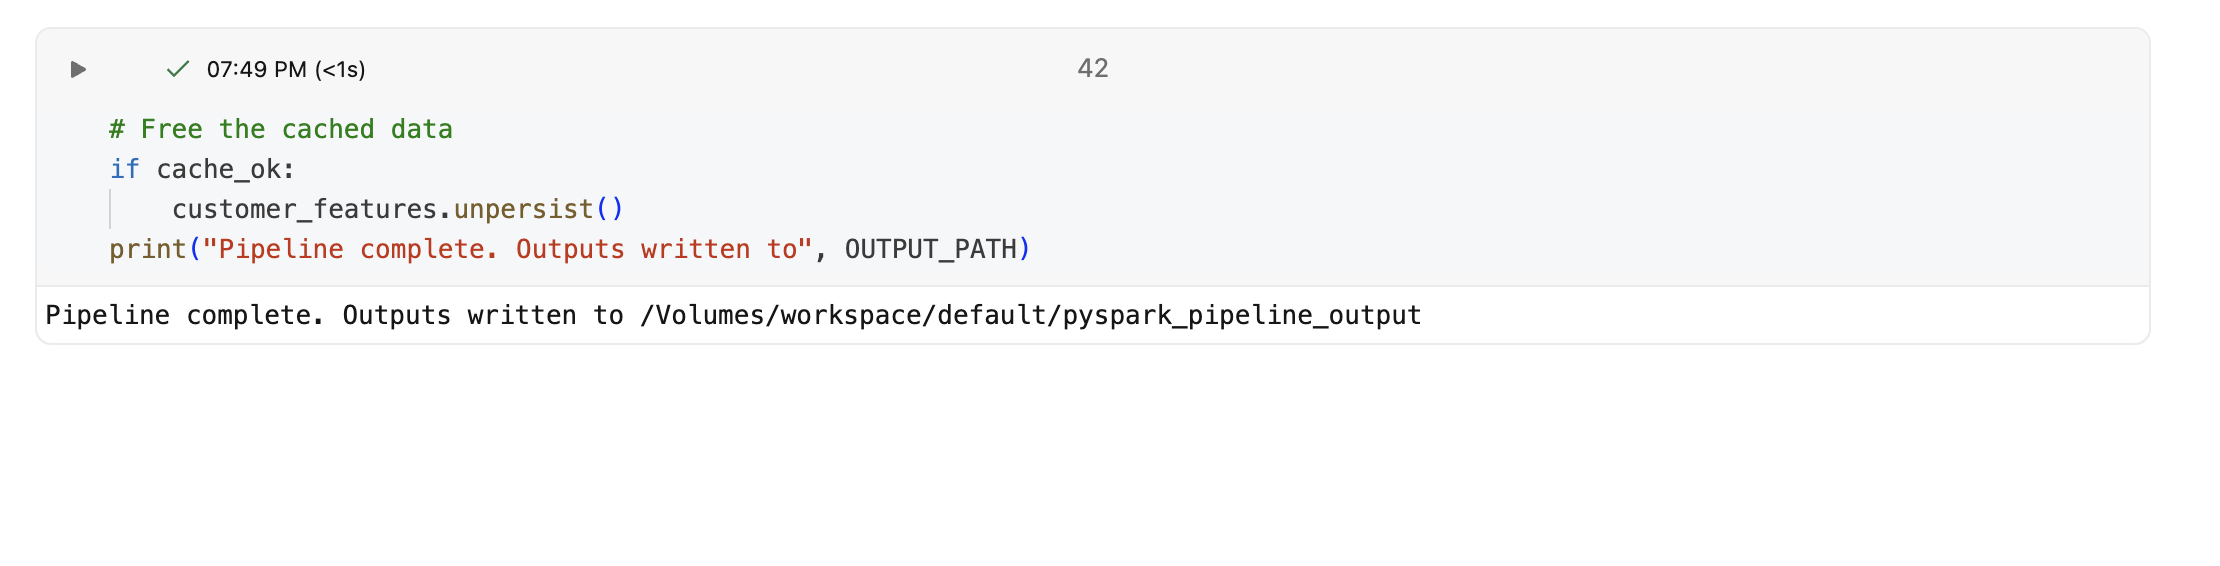 07:49 PM (<1s)
42
# Free the cached data
if cache_ok:
    customer_features.unpersist()
print("Pipeline complete. Outputs written to", OUTPUT_PATH)
Pipeline complete. Outputs written to /Volumes/workspace/default/pyspark_pipeline_output